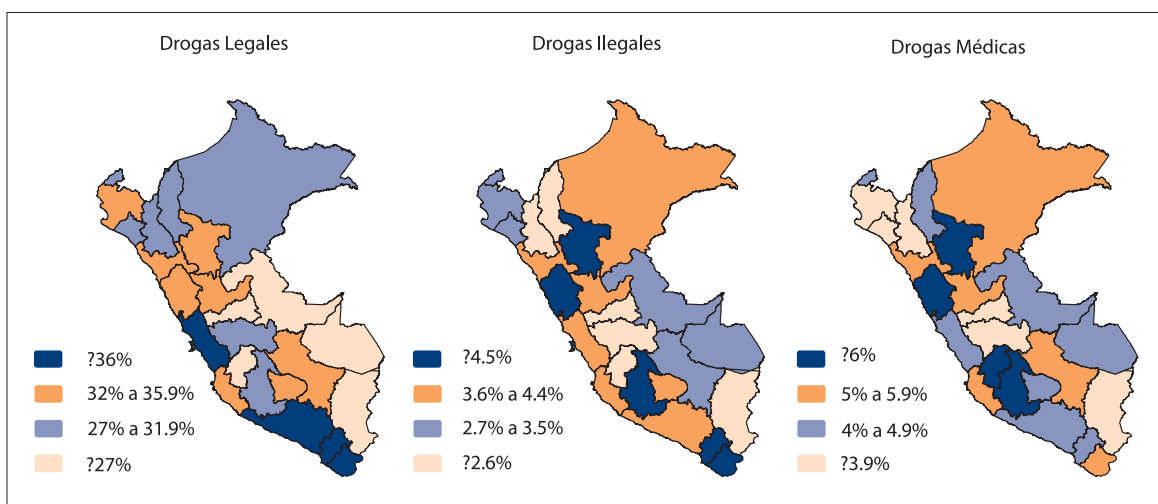 Drogas Legales
Drogas Ilegales
Drogas Médicas
?36%
32% a 35.9%
27% a 31.9%
?27%
?4.5%
3.6% a 4.4%
2.7% a 3.5%
?2.6%
?6%
5% a 5.9%
4% a 4.9%
?3.9%